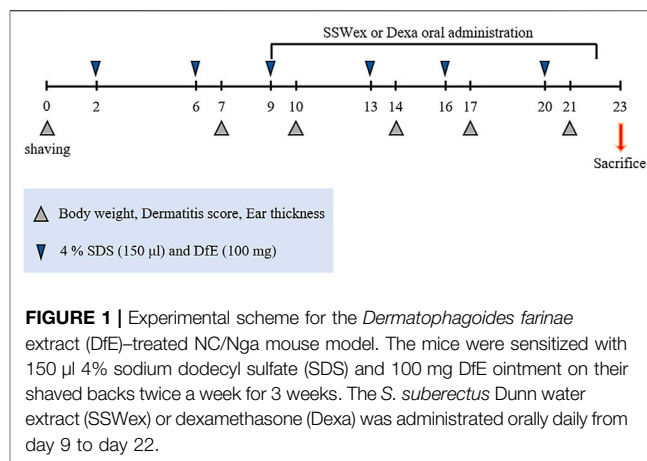 SSWex or Dexa oral administration
0 2 6 7 9 10 13 14 16 17 20 21 23
shaving
Sacrifice
Body weight, Dermatitis score, Ear thickness
4 % SDS (150 μl) and DfE (100 mg)
FIGURE 1 | Experimental scheme for the Dermatophagoides farinae
extract (DfE)–treated NC/Nga mouse model. The mice were sensitized with
150 μl 4% sodium dodecyl sulfate (SDS) and 100 mg DfE ointment on their
shaved backs twice a week for 3 weeks. The S. suberectus Dunn water
extract (SSWex) or dexamethasone (Dexa) was administrated orally daily from
day 9 to day 22.